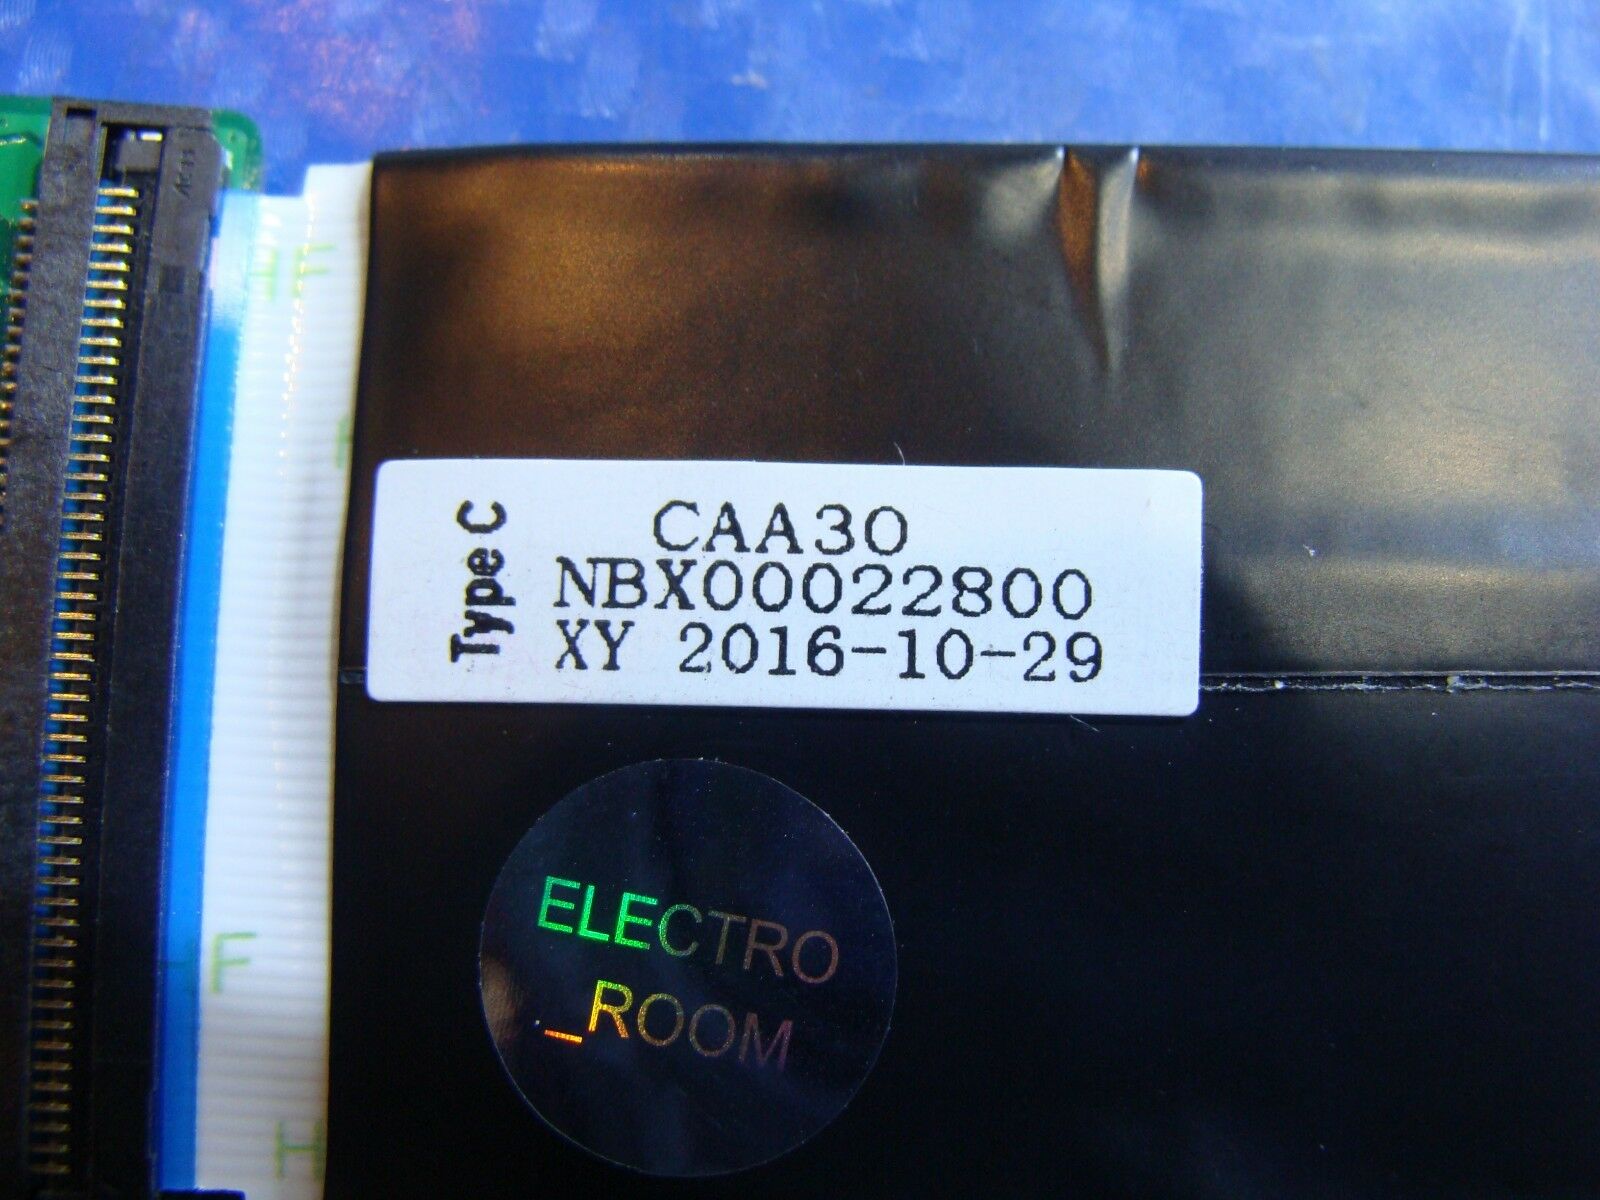 Type C
CAA30
NBX00022800
XY 2016-10-29
ELECTRO
_ROOM
F
H